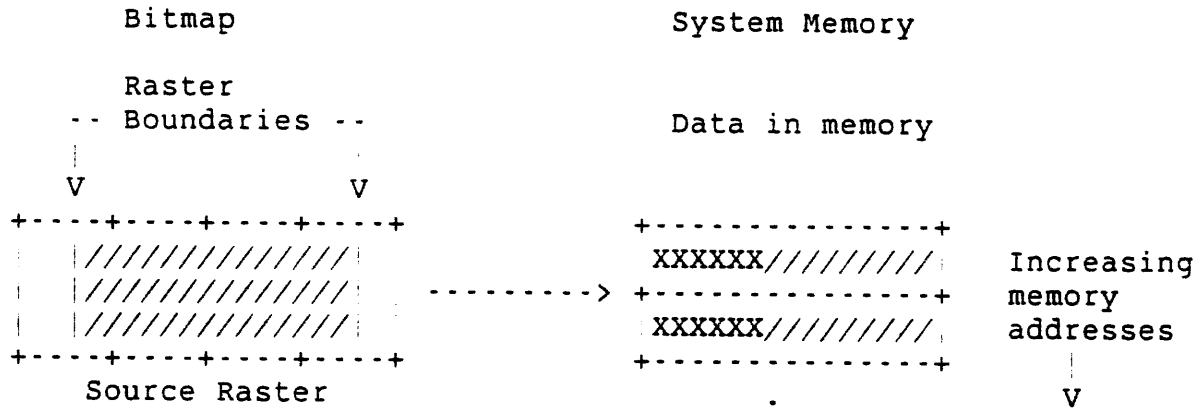 Bitmap System Memory
Raster
-- Boundaries -- Data in memory
V V
+----+----+----+----+ +---------------+
//////////////  XXXXXX///////// Increasing
////////////// ---------> +---------------+ memory
////////////// XXXXXX///////// addresses
+----+----+----+----+ +---------------+
Source Raster . V